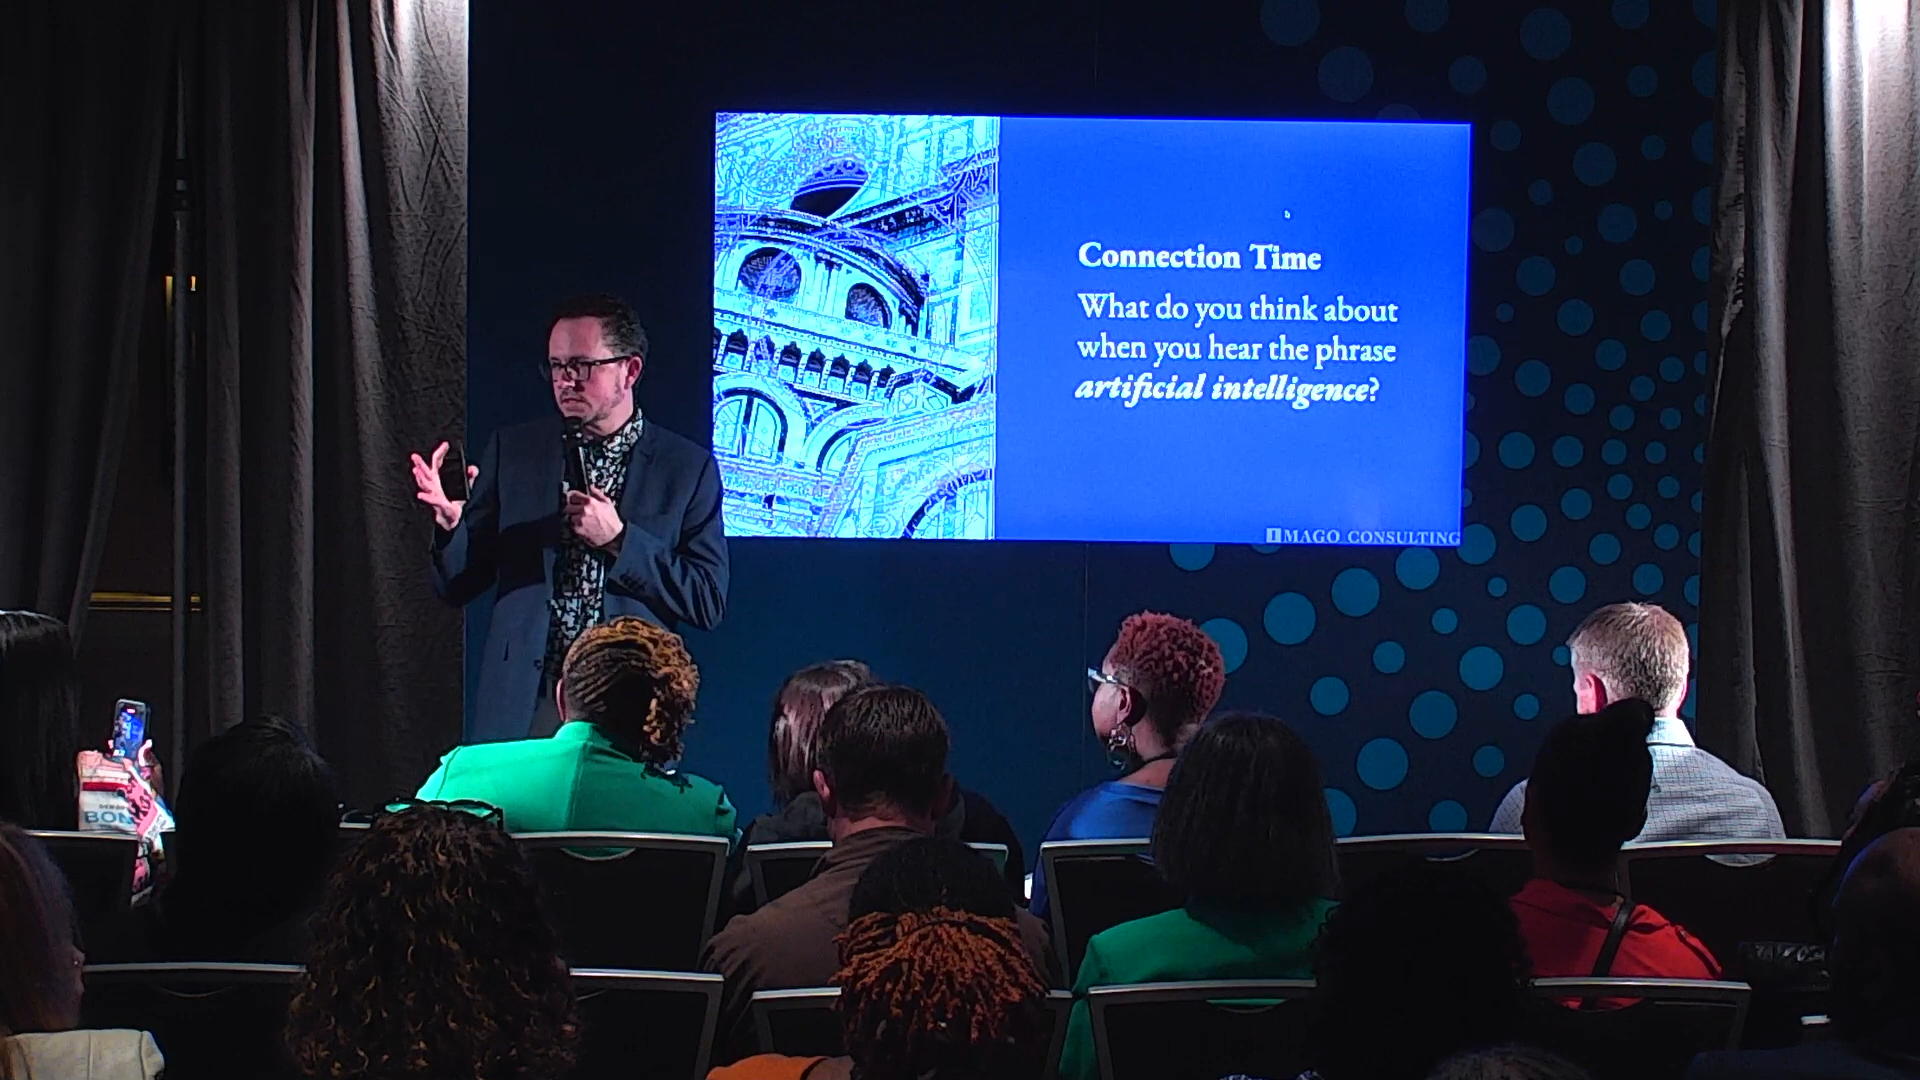 Connection Time
What do you think about
when you hear the phrase
artificial intelligence?
IMAGO CONSULTING